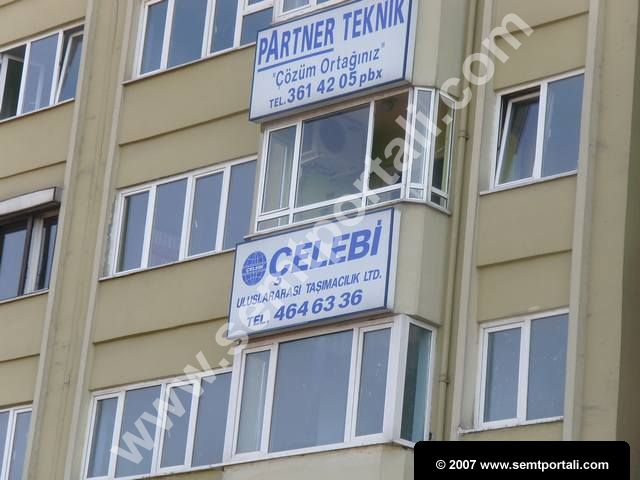 PARTNER TEKNİK
"Çözüm Ortağınız"
TEL. 361 42 05 pbx
ÇELEBİ
ÇELEBİ
ULUSLARARASI TAŞIMACILIK LTD.
TEL. 464 63 36
www.semtportali.com
© 2007 www.semtportali.com